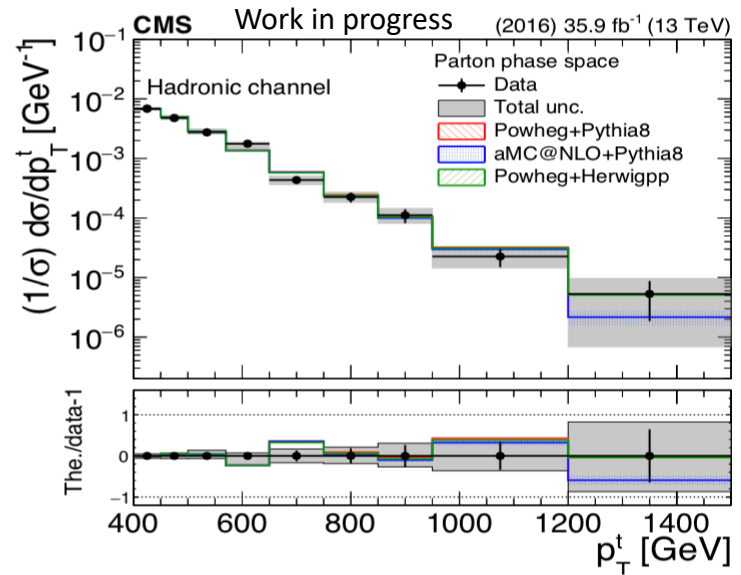 CMS Work in progress (2016) 35.9 fb⁻¹ (13 TeV)
Hadronic channel
Parton phase space
Data
Total unc.
Powheg+Pythia8
aMC@NLO+Pythia8
Powheg+Herwigpp
(1/σ) dσ/dpᵗ_T [GeV⁻¹]
10⁻¹
10⁻²
10⁻³
10⁻⁴
10⁻⁵
10⁻⁶
The./data-1
1
0
−1
400 600 800 1000 1200 1400
pᵗ_T [GeV]